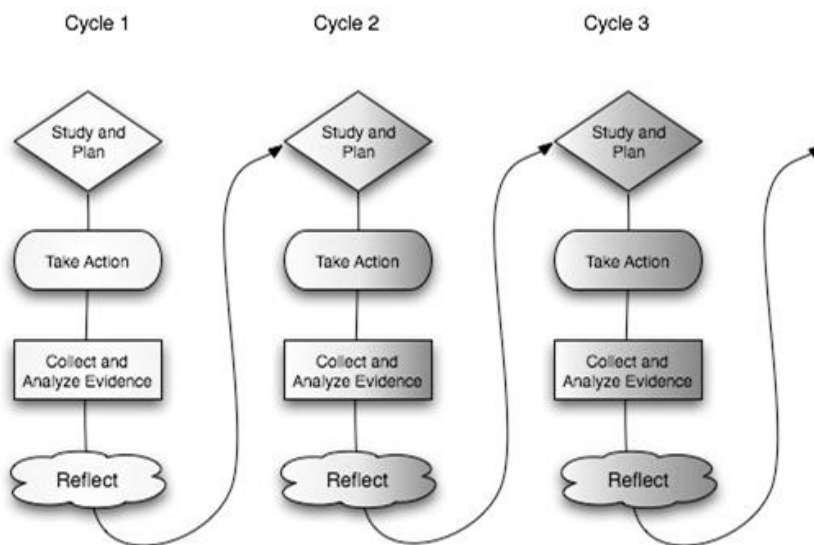 Cycle 1
Study and
Plan
Take Action
Collect and
Analyze Evidence
Reflect
Cycle 2
Study and
Plan
Take Action
Collect and
Analyze Evidence
Reflect
Cycle 3
Study and
Plan
Take Action
Collect and
Analyze Evidence
Reflect